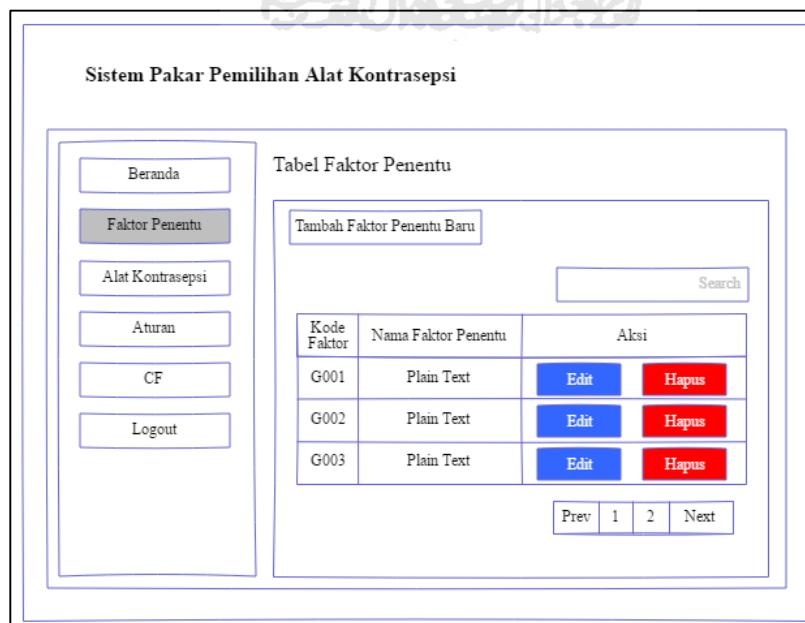 Sistem Pakar Pemilihan Alat Kontrasepsi
Beranda
Faktor Penentu
Alat Kontrasepsi
Aturan
CF
Logout
Tabel Faktor Penentu
Tambah Faktor Penentu Baru
Search
Kode
Faktor
Nama Faktor Penentu
Aksi
G001
Plain Text
Edit
Hapus
G002
Plain Text
Edit
Hapus
G003
Plain Text
Edit
Hapus
Prev
1
2
Next